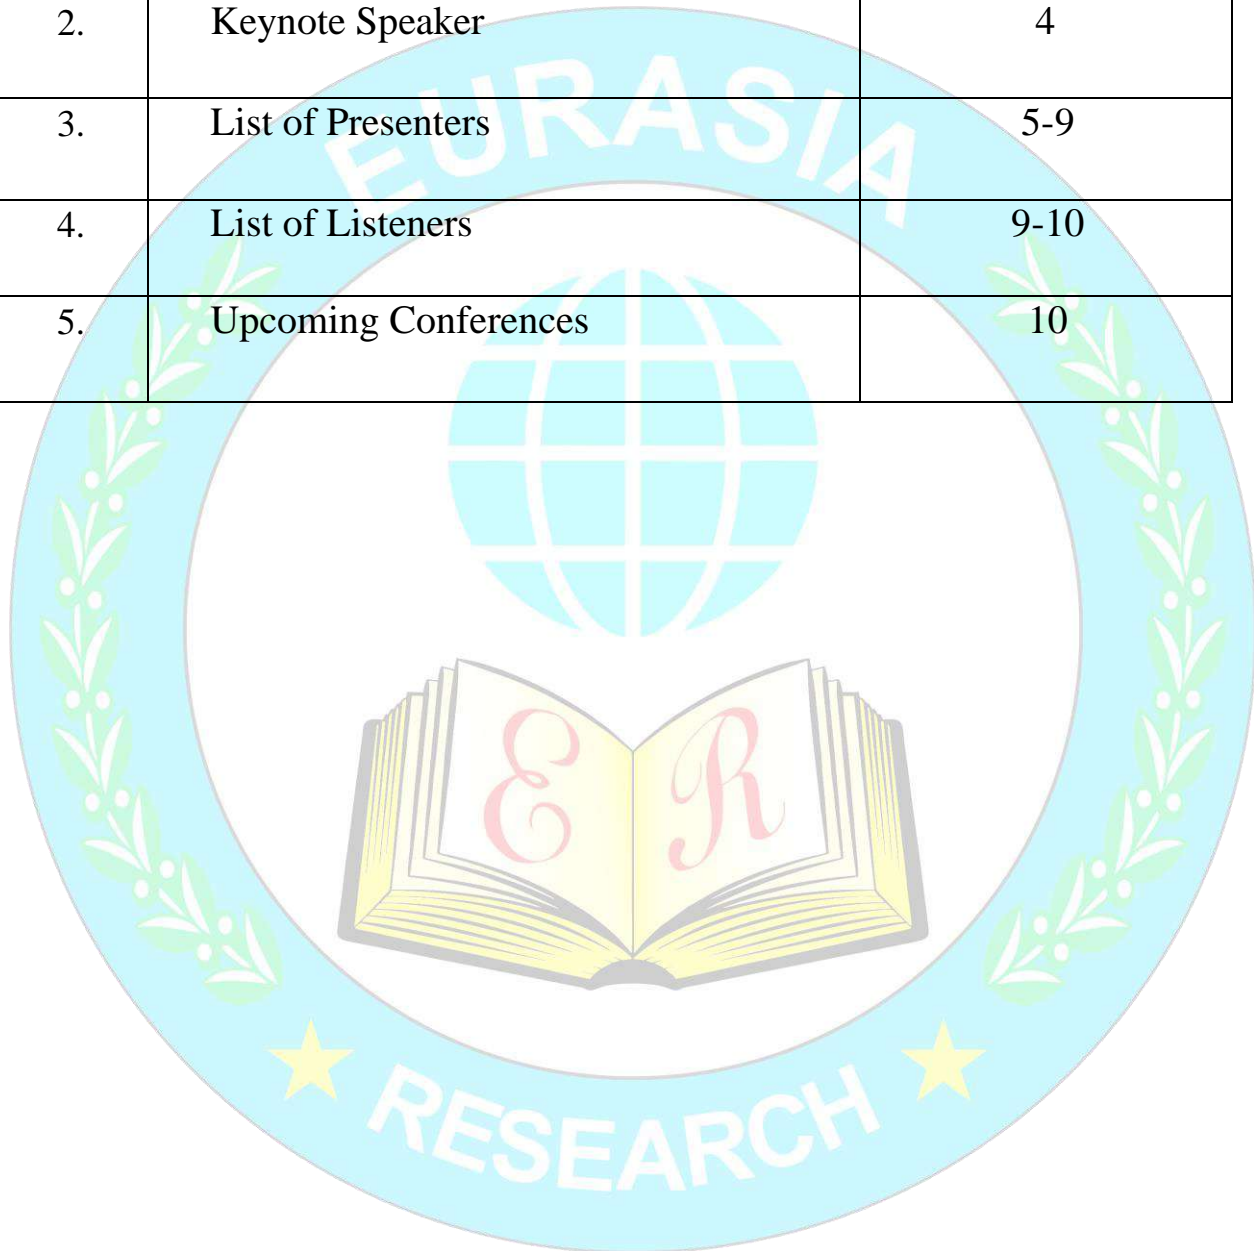 2. Keynote Speaker 4
3. List of Presenters 5-9
4. List of Listeners 9-10
5. Upcoming Conferences 10
EURASIA
E R
RESEARCH